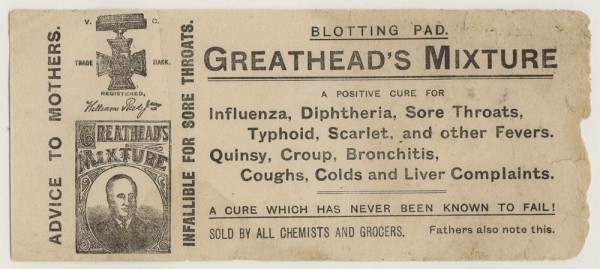 ADVICE TO MOTHERS.
V. C.
TRADE MARK.
REGISTERED,
William
GREATHEAD'S
MIXTURE
INFALLIBLE FOR SORE THROATS.
BLOTTING PAD.
GREATHEAD'S MIXTURE
A POSITIVE CURE FOR
Influenza, Diphtheria, Sore Throats,
Typhoid, Scarlet, and other Fevers.
Quinsy, Croup, Bronchitis,
Coughs, Colds and Liver Complaints.
A CURE WHICH HAS NEVER BEEN KNOWN TO FAIL!
SOLD BY ALL CHEMISTS AND GROCERS. Fathers also note this.